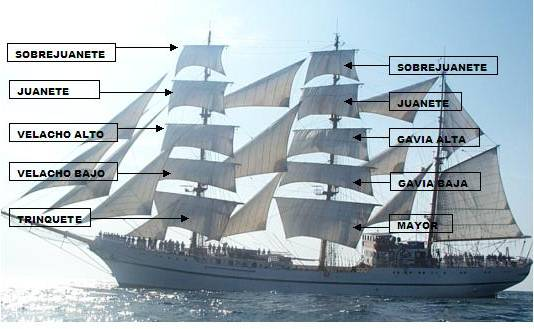 SOBREJUANETE
JUANETE
VELACHO ALTO
VELACHO BAJO
TRINQUETE
SOBREJUANETE
JUANETE
GAVIA ALTA
GAVIA BAJA
MAYOR